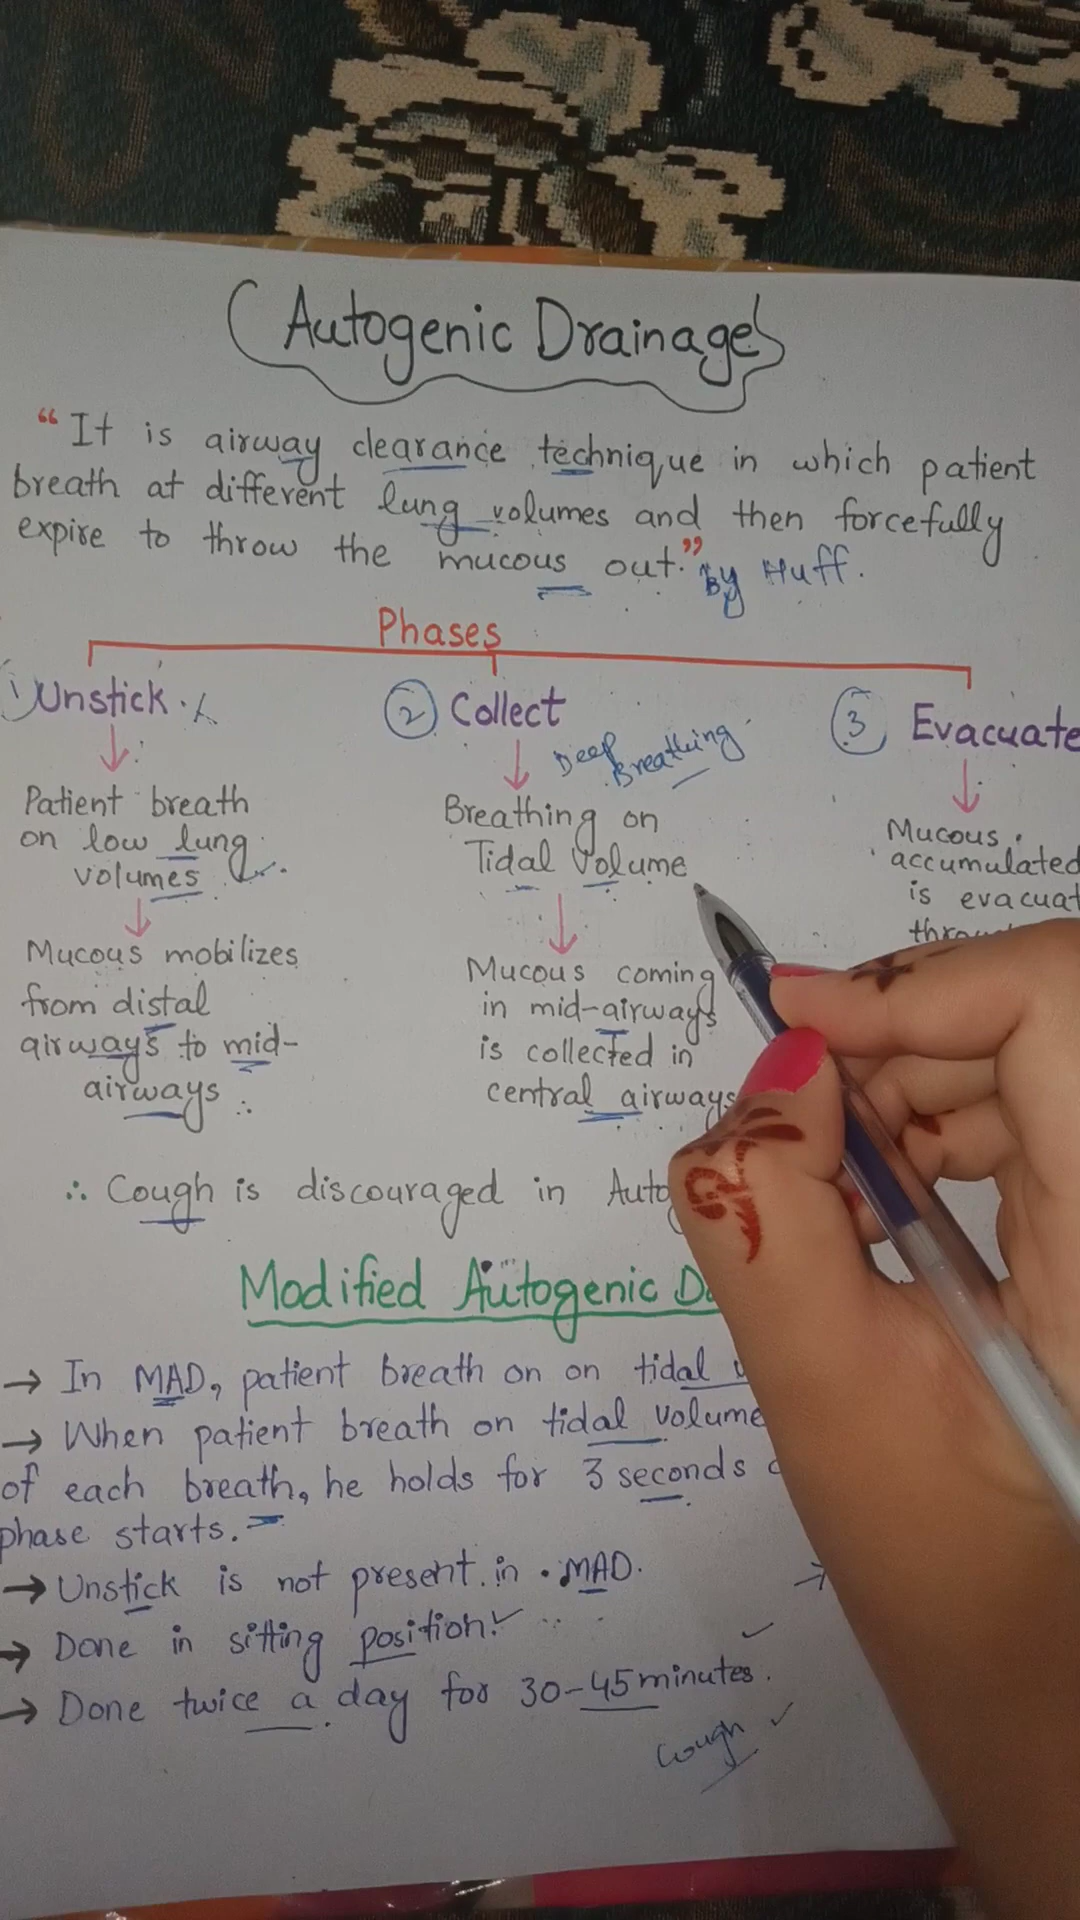 Autogenic Drainage
"It is airway clearance technique in which patient
breath at different lung volumes and then forcefully
expire to throw the mucous out." By Huff.
Phases
1) Unstick
Patient breath
on low lung
volumes
Mucous mobilizes
from distal
airways to mid-
airways
2 Collect
Deep
Breathing
Breathing on
Tidal Volume
Mucous coming
in mid-airways
is collected in
central airways
3 Evacuate
Mucous
accumulated
is evacuat
∴ Cough is discouraged in Auto
Modified Autogenic D
→ In MAD, patient breath on on tidal
→ When patient breath on tidal volume
of each breath, he holds for 3 seconds
phase starts.
→ Unstick is not present in MAD.
→ Done in sitting position.
→ Done twice a day for 30-45 minutes.
Cough